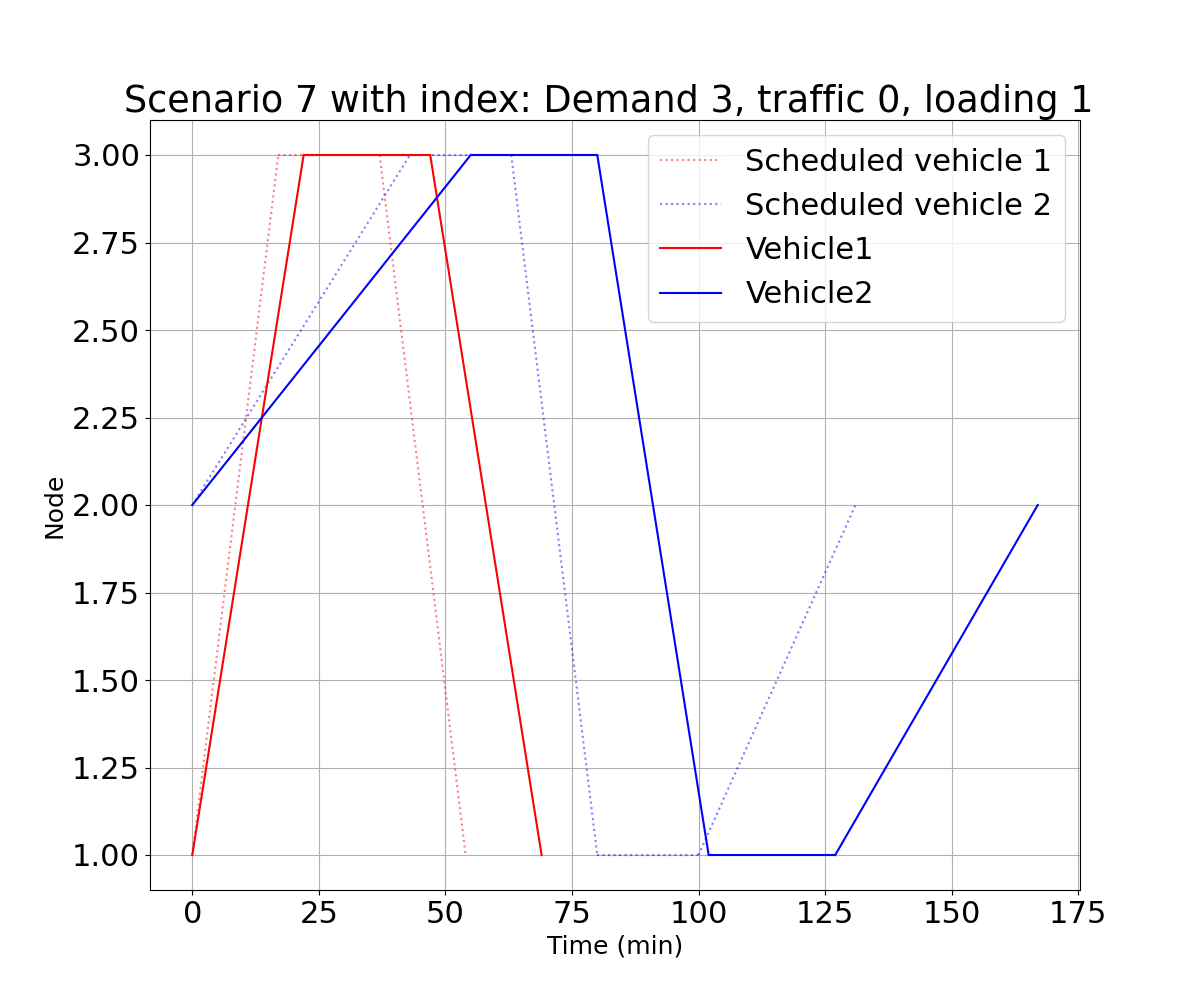 Scenario 7 with index: Demand 3, traffic 0, loading 1
3.00
2.75
2.50
2.25
2.00
1.75
1.50
1.25
1.00
Node
Scheduled vehicle 1
Scheduled vehicle 2
Vehicle1
Vehicle2
0 25 50 75 100 125 150 175
Time (min)